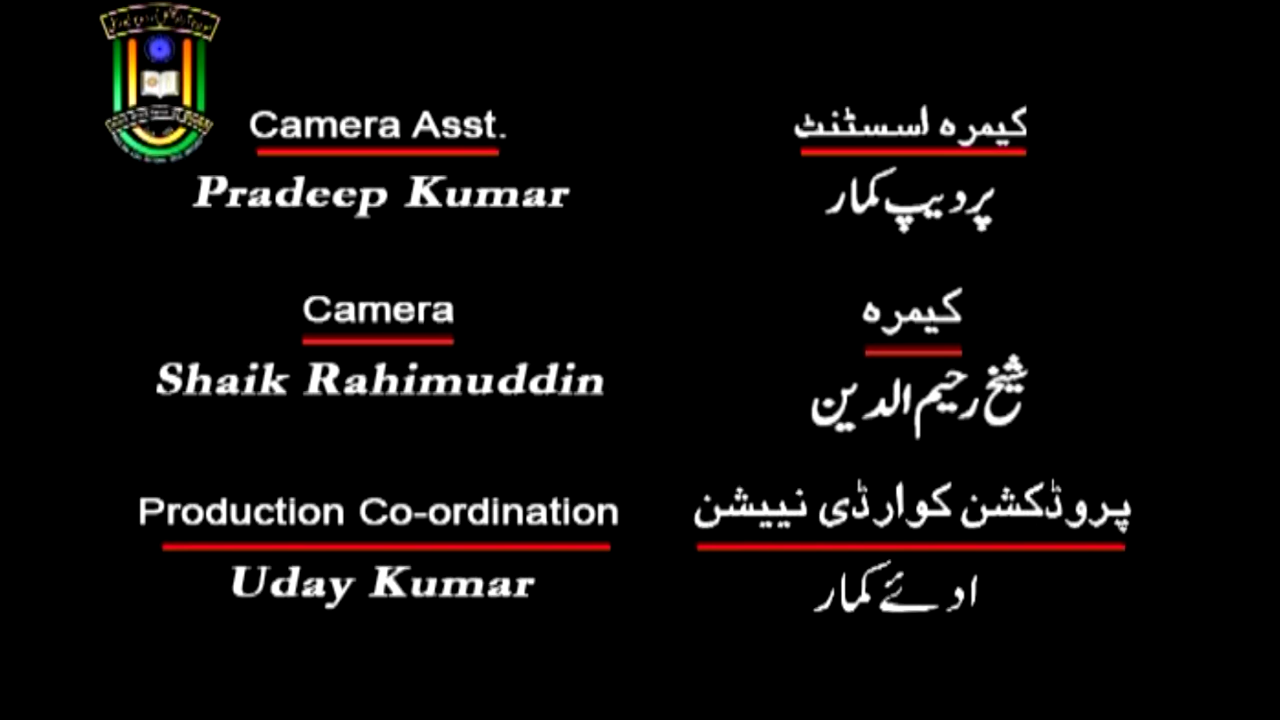 Camera Asst.
کیمرہ اسسٹنٹ
Pradeep Kumar
پردیپ کمار
Camera
کیمرہ
Shaik Rahimuddin
شیخ رحیم الدین
Production Co-ordination
پروڈکشن کوارڈی نییشن
Uday Kumar
ادئے کمار